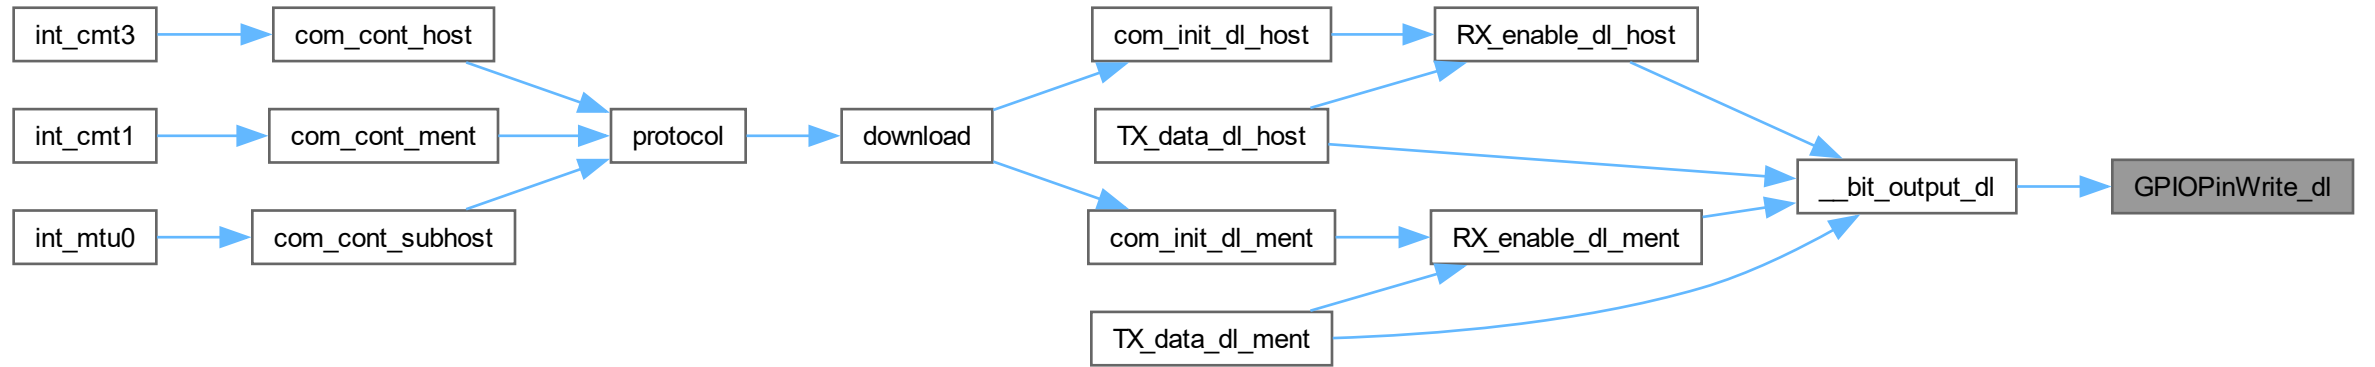 int_cmt3
com_cont_host
com_init_dl_host
RX_enable_dl_host
int_cmt1
com_cont_ment
protocol
download
TX_data_dl_host
__bit_output_dl
GPIOPinWrite_dl
int_mtu0
com_cont_subhost
com_init_dl_ment
RX_enable_dl_ment
TX_data_dl_ment